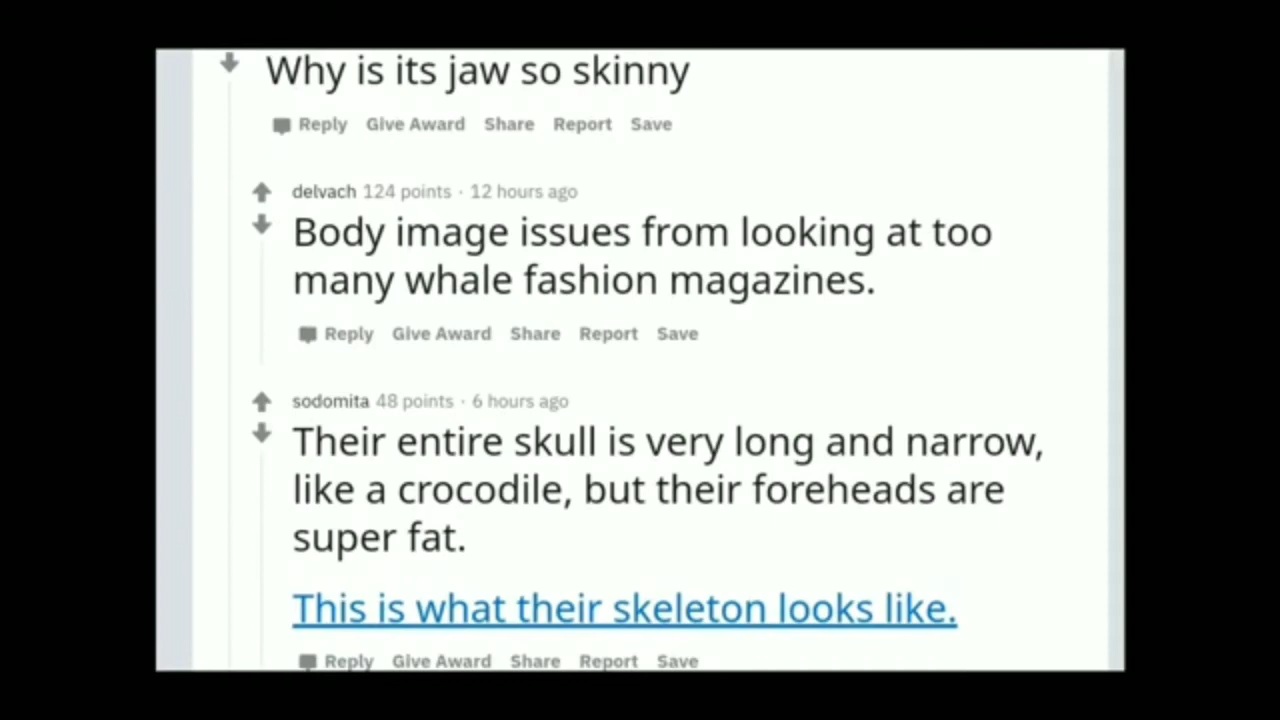 Why is its jaw so skinny
Reply Give Award Share Report Save
delvach 124 points · 12 hours ago
Body image issues from looking at too
many whale fashion magazines.
Reply Give Award Share Report Save
sodomita 48 points · 6 hours ago
Their entire skull is very long and narrow,
like a crocodile, but their foreheads are
super fat.
This is what their skeleton looks like.
Reply Give Award Share Report Save